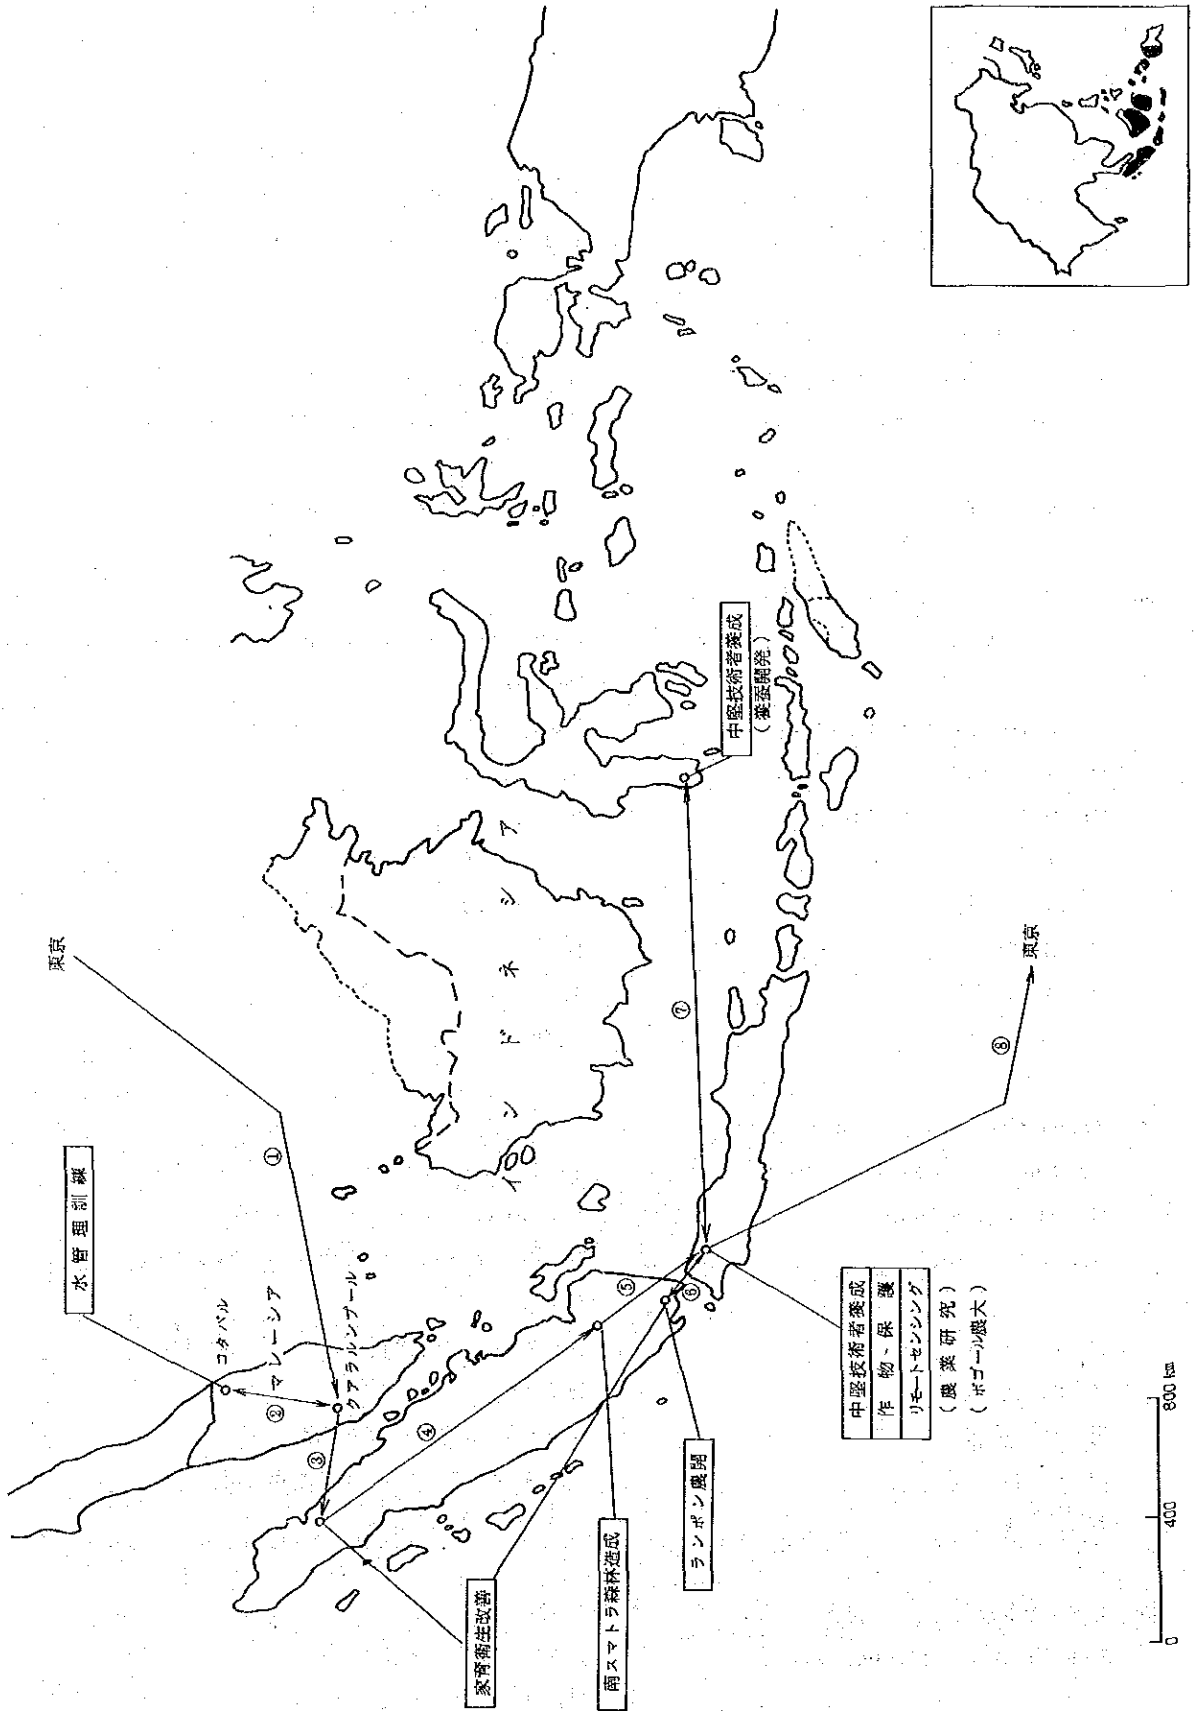 東京
①
水管理訓練
コタバル
②
マレーシア
クアラルンプール
③
④
インドネシア
家畜衛生改善
南スマトラ森林造成
⑤
ランポン農開
⑥
中堅技術者養成
作物・保護
リモートセンシング
(農業研究)
(ボゴール農大)
⑦
中堅技術者養成
(養蚕開発)
⑧
東京
0 400 800 km